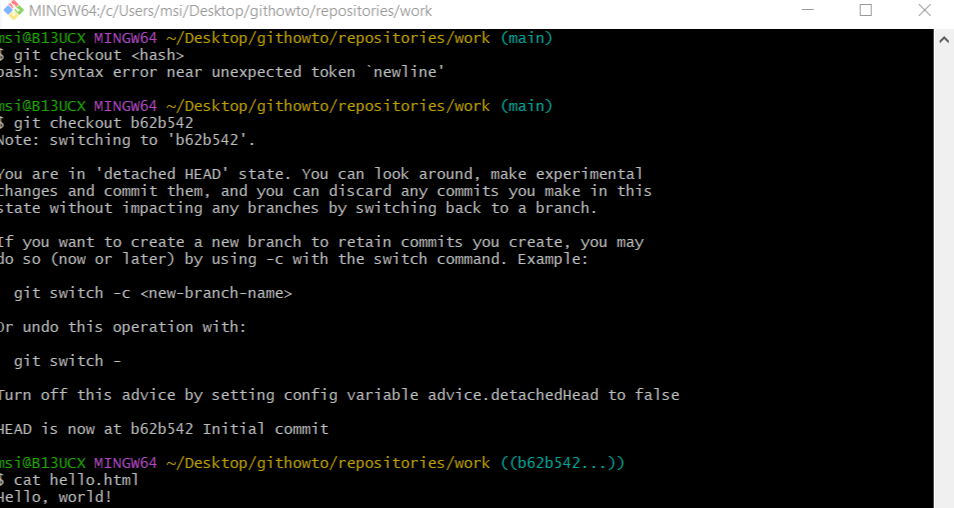 MINGW64:/c/Users/msi/Desktop/githowto/repositories/work
msi@B13UCX MINGW64 ~/Desktop/githowto/repositories/work (main)
$ git checkout <hash>
bash: syntax error near unexpected token `newline'
msi@B13UCX MINGW64 ~/Desktop/githowto/repositories/work (main)
$ git checkout b62b542
Note: switching to 'b62b542'.
You are in 'detached HEAD' state. You can look around, make experimental
changes and commit them, and you can discard any commits you make in this
state without impacting any branches by switching back to a branch.
If you want to create a new branch to retain commits you create, you may
do so (now or later) by using -c with the switch command. Example:
git switch -c <new-branch-name>
Or undo this operation with:
git switch -
Turn off this advice by setting config variable advice.detachedHead to false
HEAD is now at b62b542 Initial commit
msi@B13UCX MINGW64 ~/Desktop/githowto/repositories/work ((b62b542...))
$ cat hello.html
Hello, world!